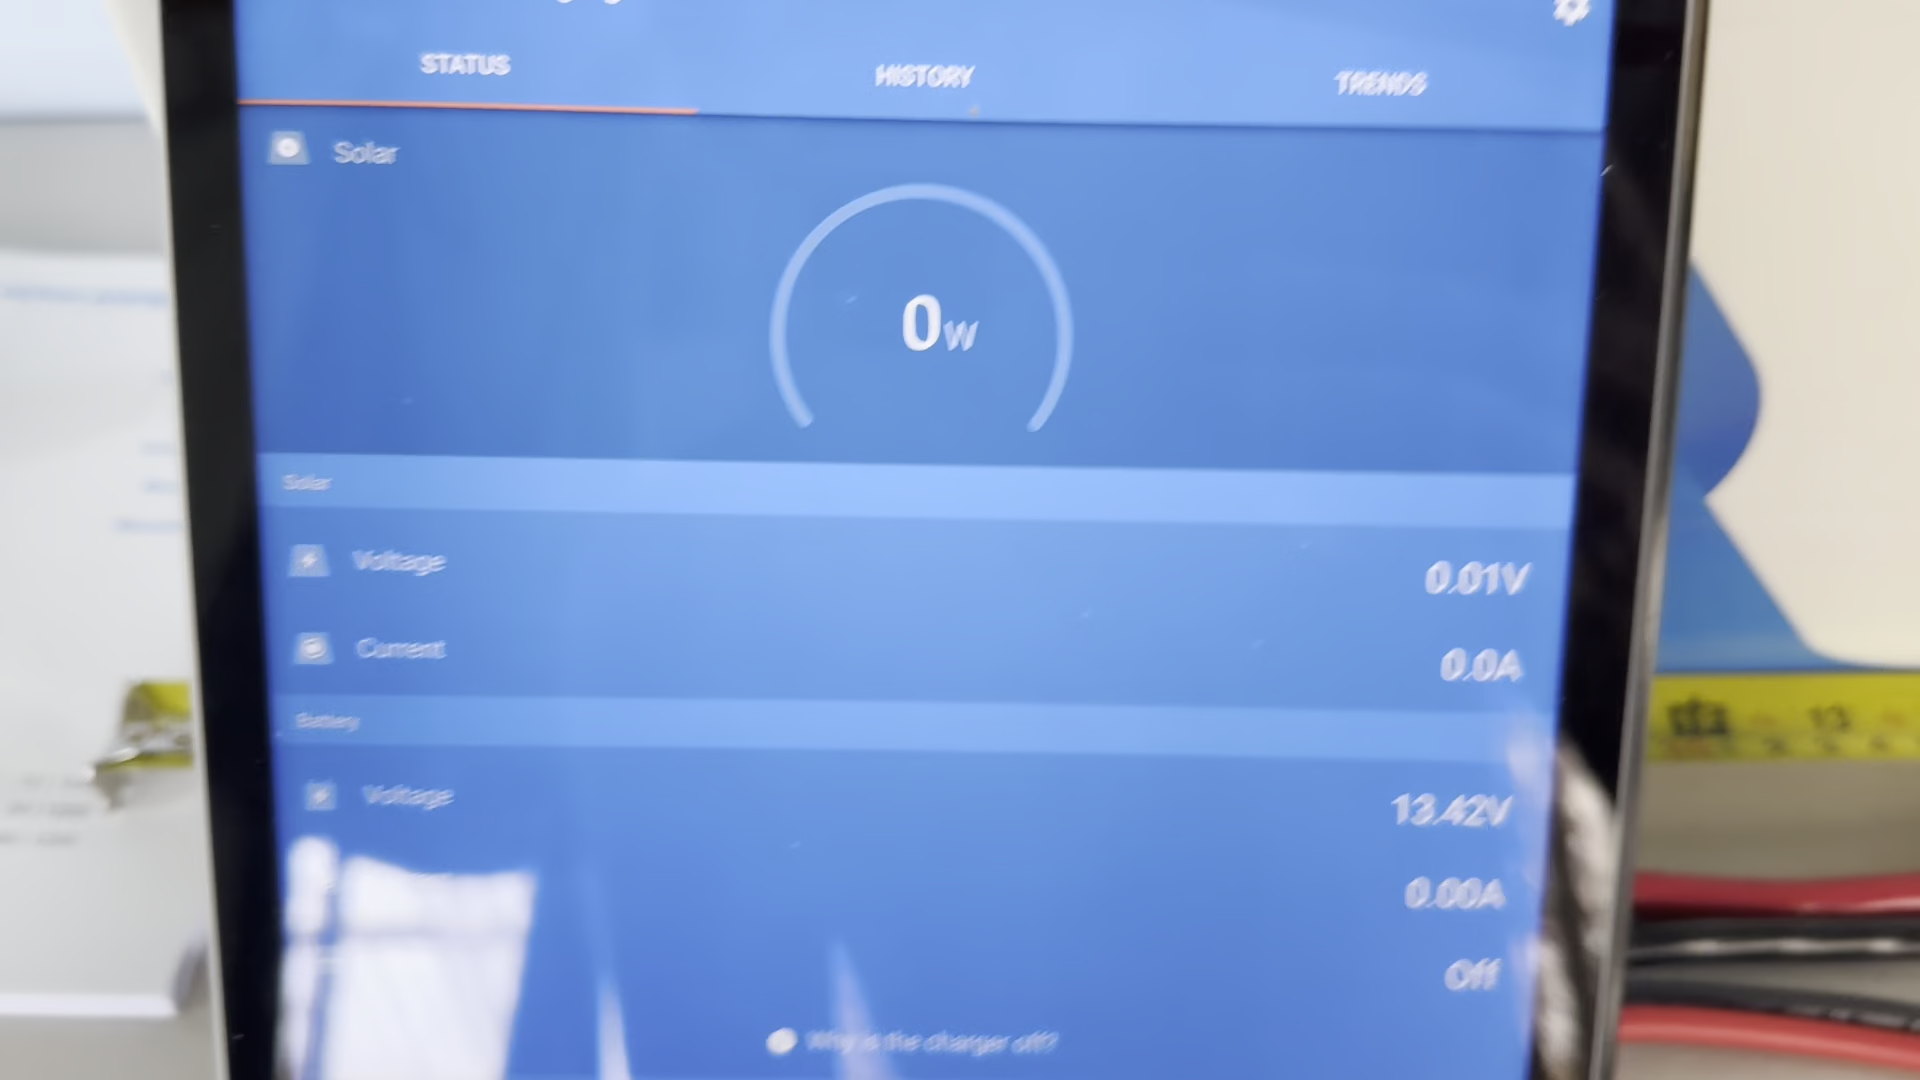 STATUS
HISTORY
TRENDS
Solar
0W
Solar
Voltage
0.01V
Current
0.0A
Battery
Voltage
13.42V
0.00A
Off
Why is the charger off?
13